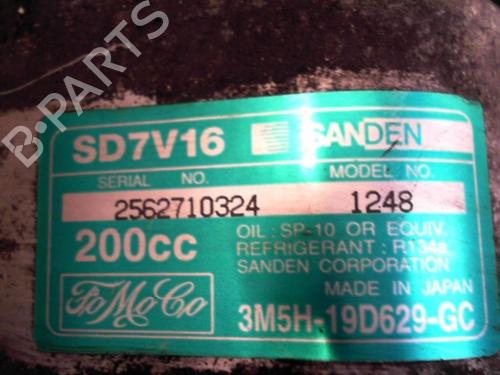 B-PARTS
SD7V16 SANDEN
SERIAL NO. MODEL NO.
2562710324 1248
200cc
OIL: SP-10 OR EQUIV.
REFRIGERANT: R134a
SANDEN CORPORATION
MADE IN JAPAN
FoMoCo
3M5H-19D629-GC